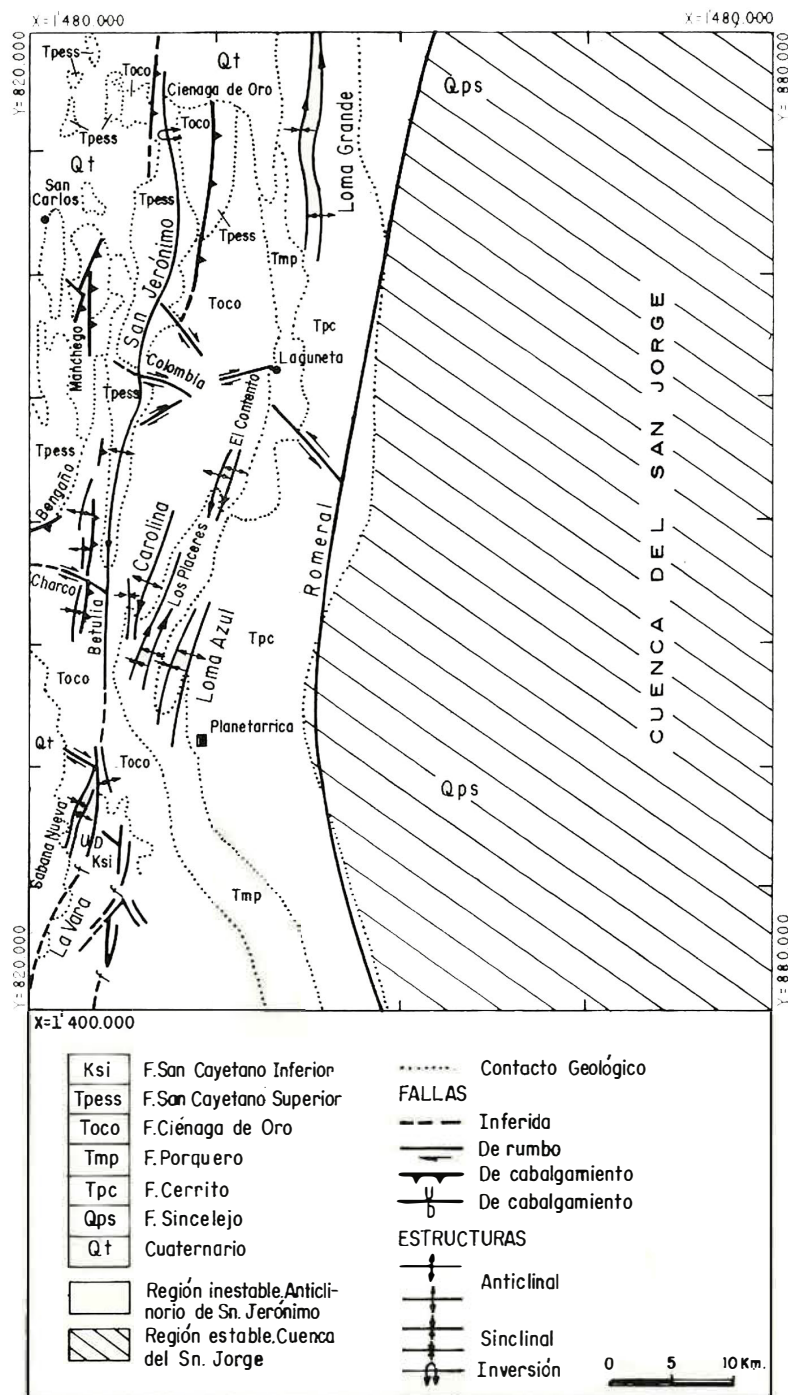 X=1'480.000
X=1'480.000
Y=820.000
Y=880.000
Tpess
Toco
Qt
Cienaga de Oro
Toco
Tpess
Qt
San
Carlos
Tpess
Tpess
Loma Grande
Qps
Tmp
Toco
San Jerónimo
Manchego
Tpc
Colombia
Laguneta
Tpess
El Contento
Tpess
Bengaño
Carolina
Los Placeres
Romeral
CUENCA DEL SAN JORGE
Charco
Betulia
Loma Azul
Tpc
Toco
Planetarrica
Qt
Toco
Qps
Sabana Nueva
U D
Ksi
f
f
La Vara
f
f
Tmp
Y=820.000
Y=880.000
X=1'400.000
Ksi F. San Cayetano Inferior
Tpess F. San Cayetano Superior
Toco F. Ciénaga de Oro
Tmp F. Porquero
Tpc F. Cerrito
Qps F. Sincelejo
Qt Cuaternario
Región inestable. Anticli-
norio de Sn. Jerónimo
Región estable. Cuenca
del Sn. Jorge
Contacto Geológico
FALLAS
Inferida
De rumbo
De cabalgamiento
U
D
De cabalgamiento
ESTRUCTURAS
Anticlinal
Sinclinal
Inversión
0 5 10 Km.